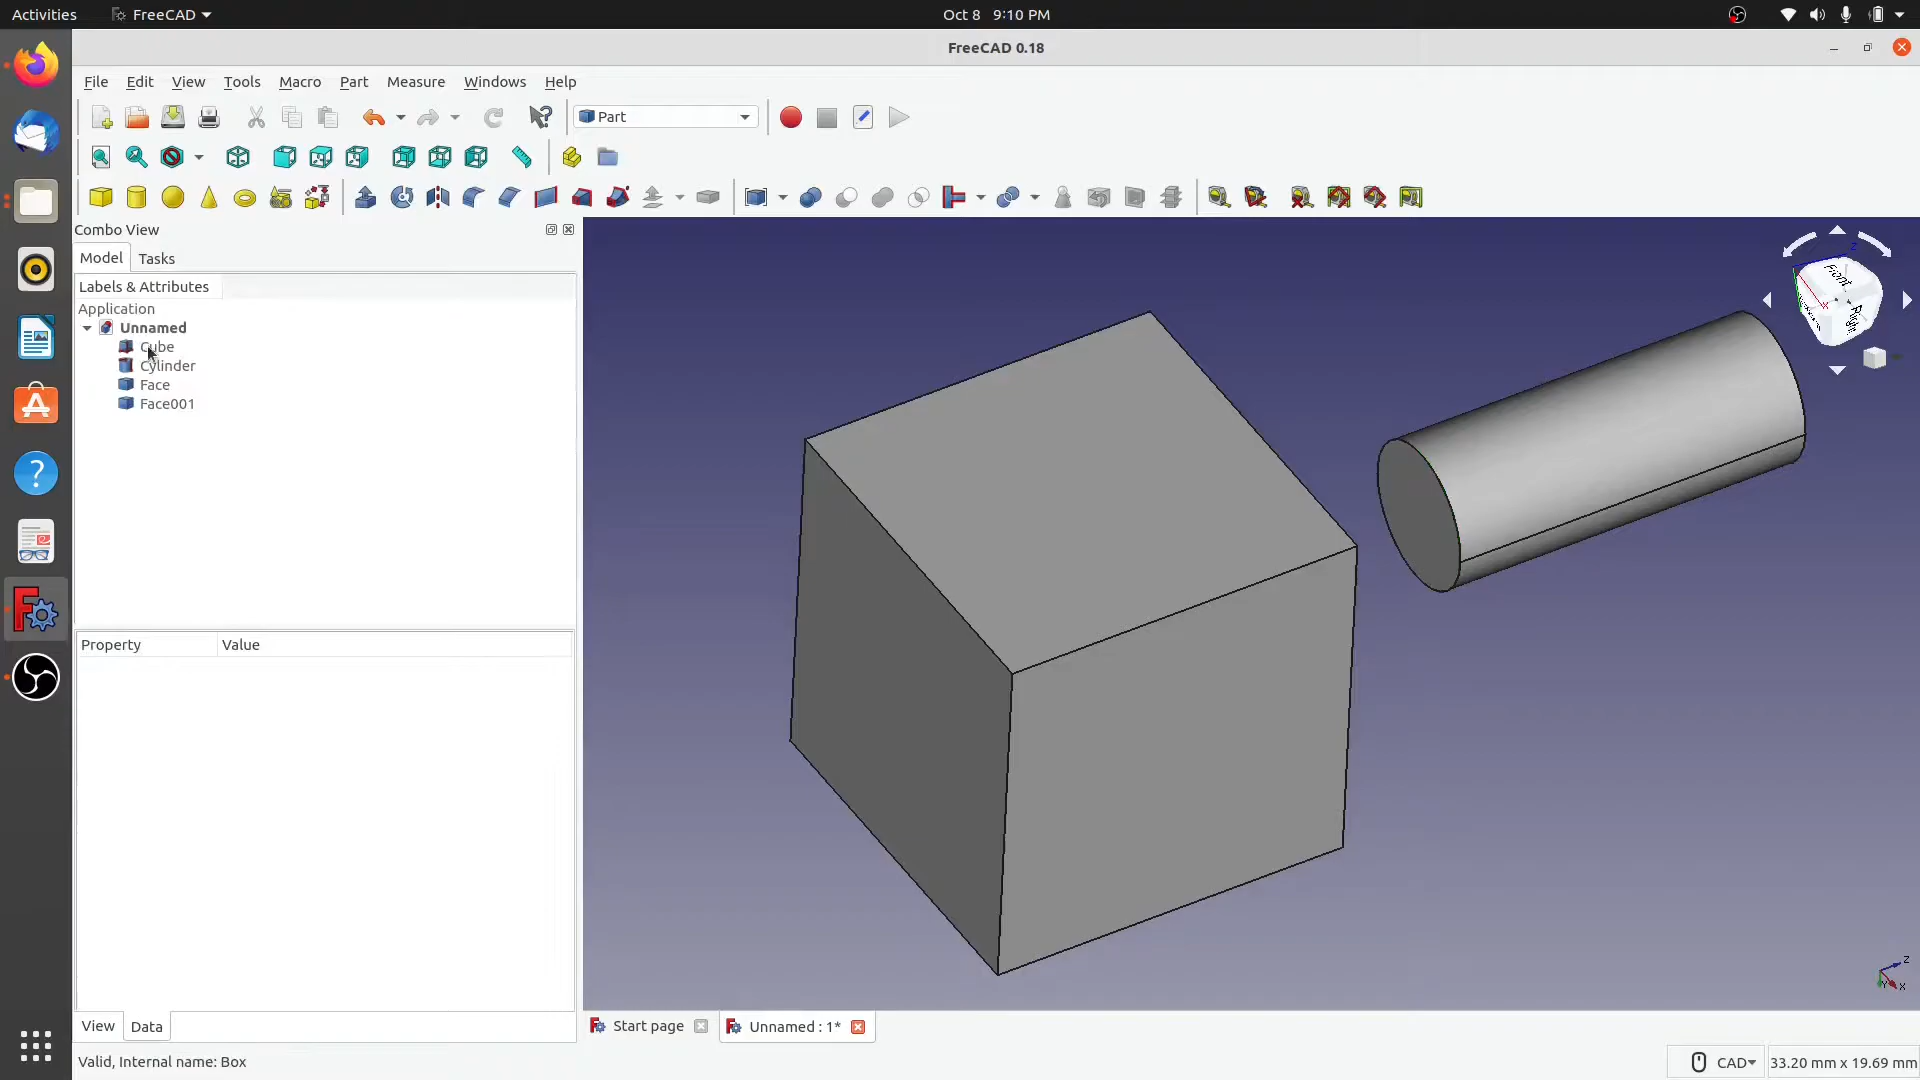 Activities
FreeCAD
Oct 8 9:10 PM
FreeCAD 0.18
File Edit View Tools Macro Part Measure Windows Help
Part
Combo View
Model Tasks
Labels & Attributes
Application
Unnamed
Cube
Cylinder
Face
Face001
Property Value
Front
Right
Z
X
Z
Y
X
View Data
Start page
Unnamed : 1*
Valid, Internal name: Box
CAD
33.20 mm x 19.69 mm